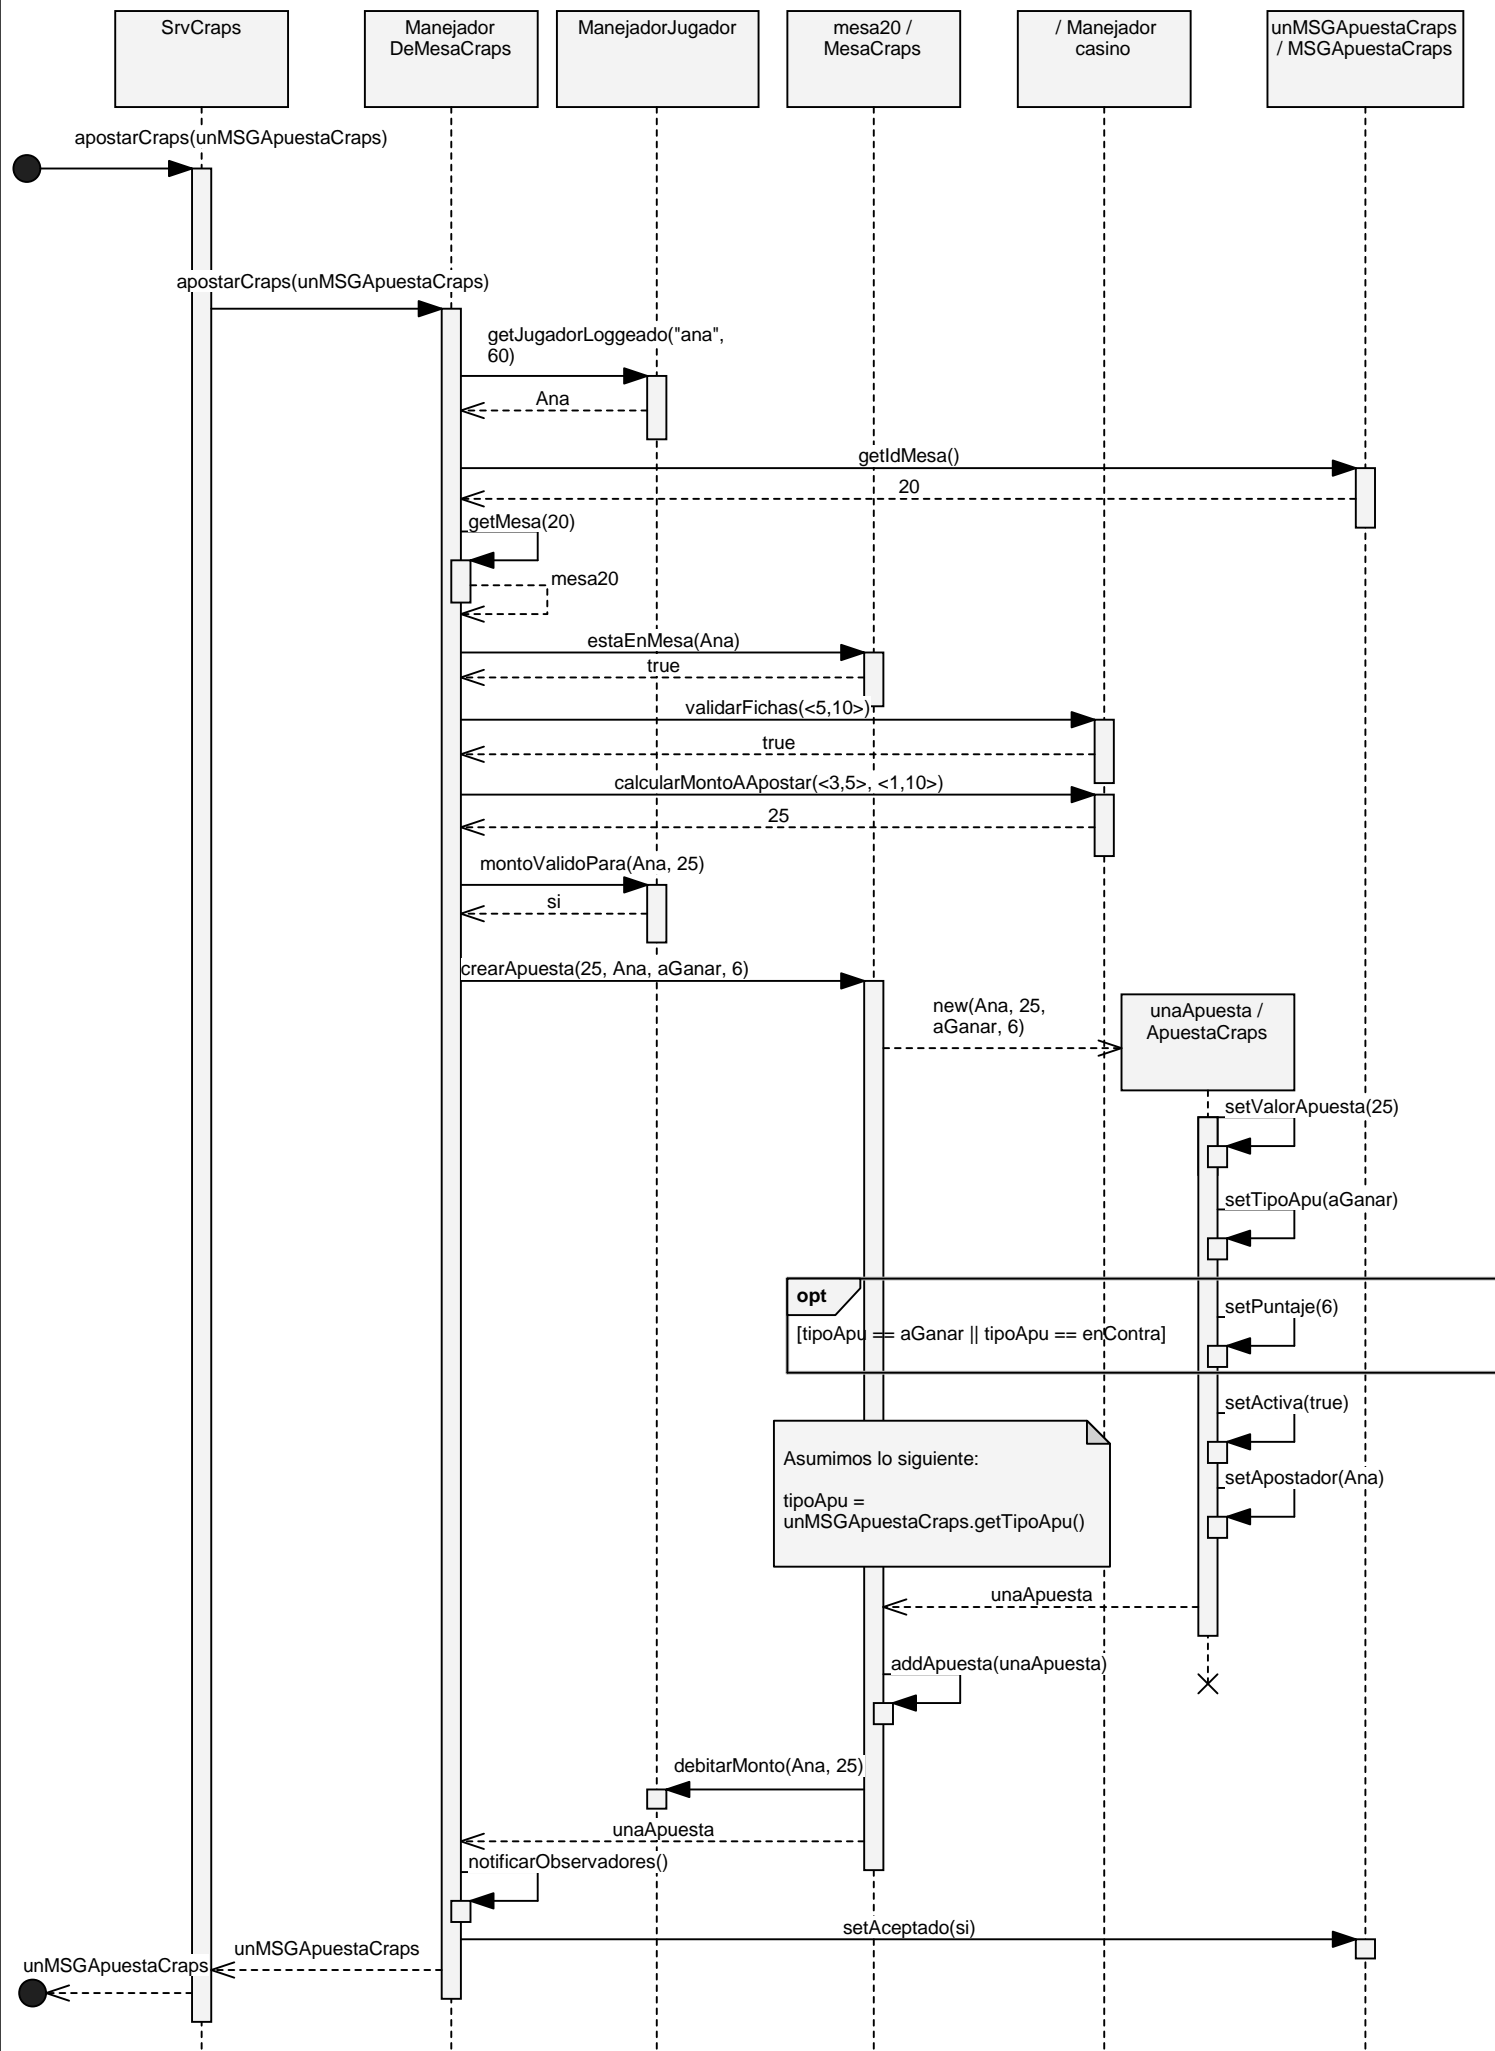 SrvCraps
Manejador
DeMesaCraps
ManejadorJugador
mesa20 /
MesaCraps
/ Manejador
casino
unMSGApuestaCraps
/ MSGApuestaCraps
apostarCraps(unMSGApuestaCraps)
apostarCraps(unMSGApuestaCraps)
getJugadorLoggeado("ana",
60)
Ana
getIdMesa()
20
getMesa(20)
mesa20
estaEnMesa(Ana)
true
validarFichas(<5,10>)
true
calcularMontoAApostar(<3,5>, <1,10>)
25
montoValidoPara(Ana, 25)
si
crearApuesta(25, Ana, aGanar, 6)
new(Ana, 25,
aGanar, 6)
unaApuesta /
ApuestaCraps
setValorApuesta(25)
setTipoApu(aGanar)
opt
[tipoApu == aGanar || tipoApu == enContra]
setPuntaje(6)
setActiva(true)
Asumimos lo siguiente:
tipoApu =
unMSGApuestaCraps.getTipoApu()
setApostador(Ana)
unaApuesta
addApuesta(unaApuesta)
debitarMonto(Ana, 25)
unaApuesta
notificarObservadores()
setAceptado(si)
unMSGApuestaCraps
unMSGApuestaCraps